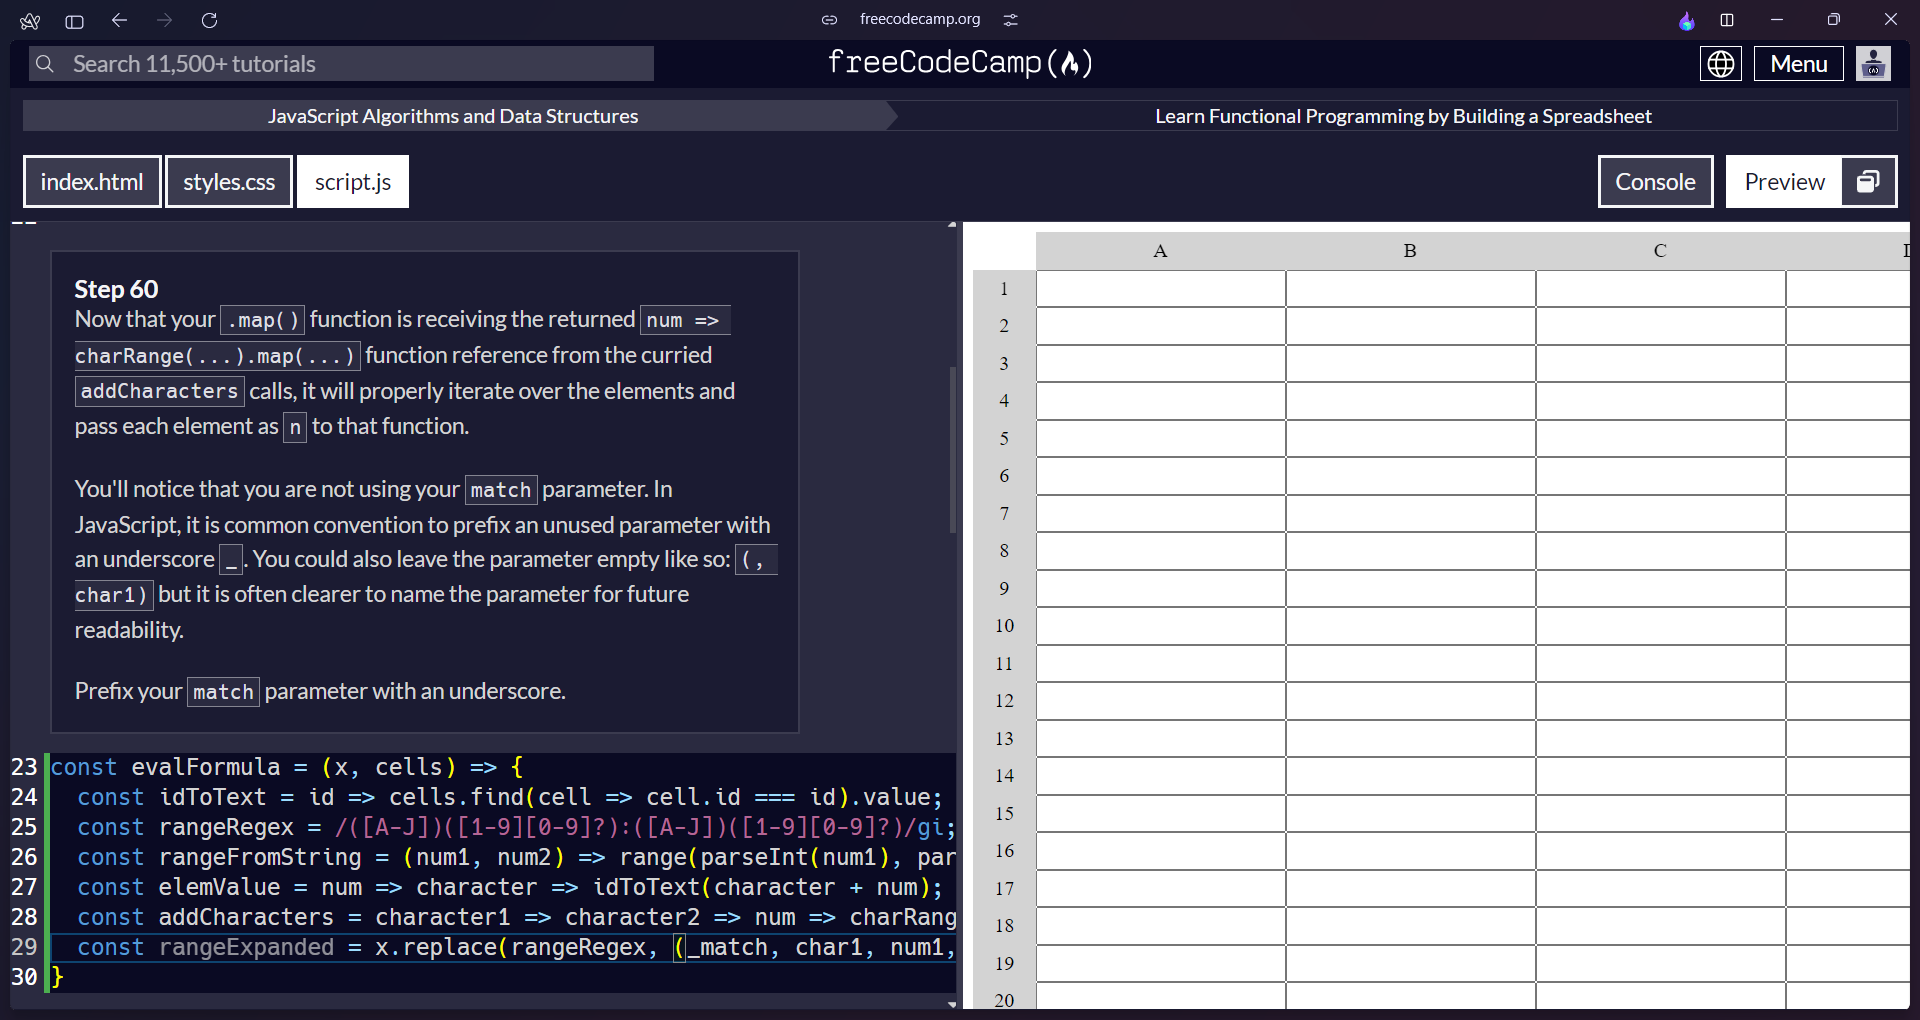 freecodecamp.org
Search 11,500+ tutorials
freeCodeCamp(🔥)
Menu
JavaScript Algorithms and Data Structures
Learn Functional Programming by Building a Spreadsheet
index.html
styles.css
script.js
Console
Preview
Step 60
Now that your .map() function is receiving the returned num =>
charRange(...).map(...) function reference from the curried
addCharacters calls, it will properly iterate over the elements and
pass each element as n to that function.
You'll notice that you are not using your match parameter. In
JavaScript, it is common convention to prefix an unused parameter with
an underscore _. You could also leave the parameter empty like so: (,
char1) but it is often clearer to name the parameter for future
readability.
Prefix your match parameter with an underscore.
23 const evalFormula = (x, cells) => {
24 const idToText = id => cells.find(cell => cell.id === id).value;
25 const rangeRegex = /([A-J])([1-9][0-9]?):([A-J])([1-9][0-9]?)/gi;
26 const rangeFromString = (num1, num2) => range(parseInt(num1), par
27 const elemValue = num => character => idToText(character + num);
28 const addCharacters = character1 => character2 => num => charRang
29 const rangeExpanded = x.replace(rangeRegex, (_match, char1, num1,
30 }
A B C
1
2
3
4
5
6
7
8
9
10
11
12
13
14
15
16
17
18
19
20